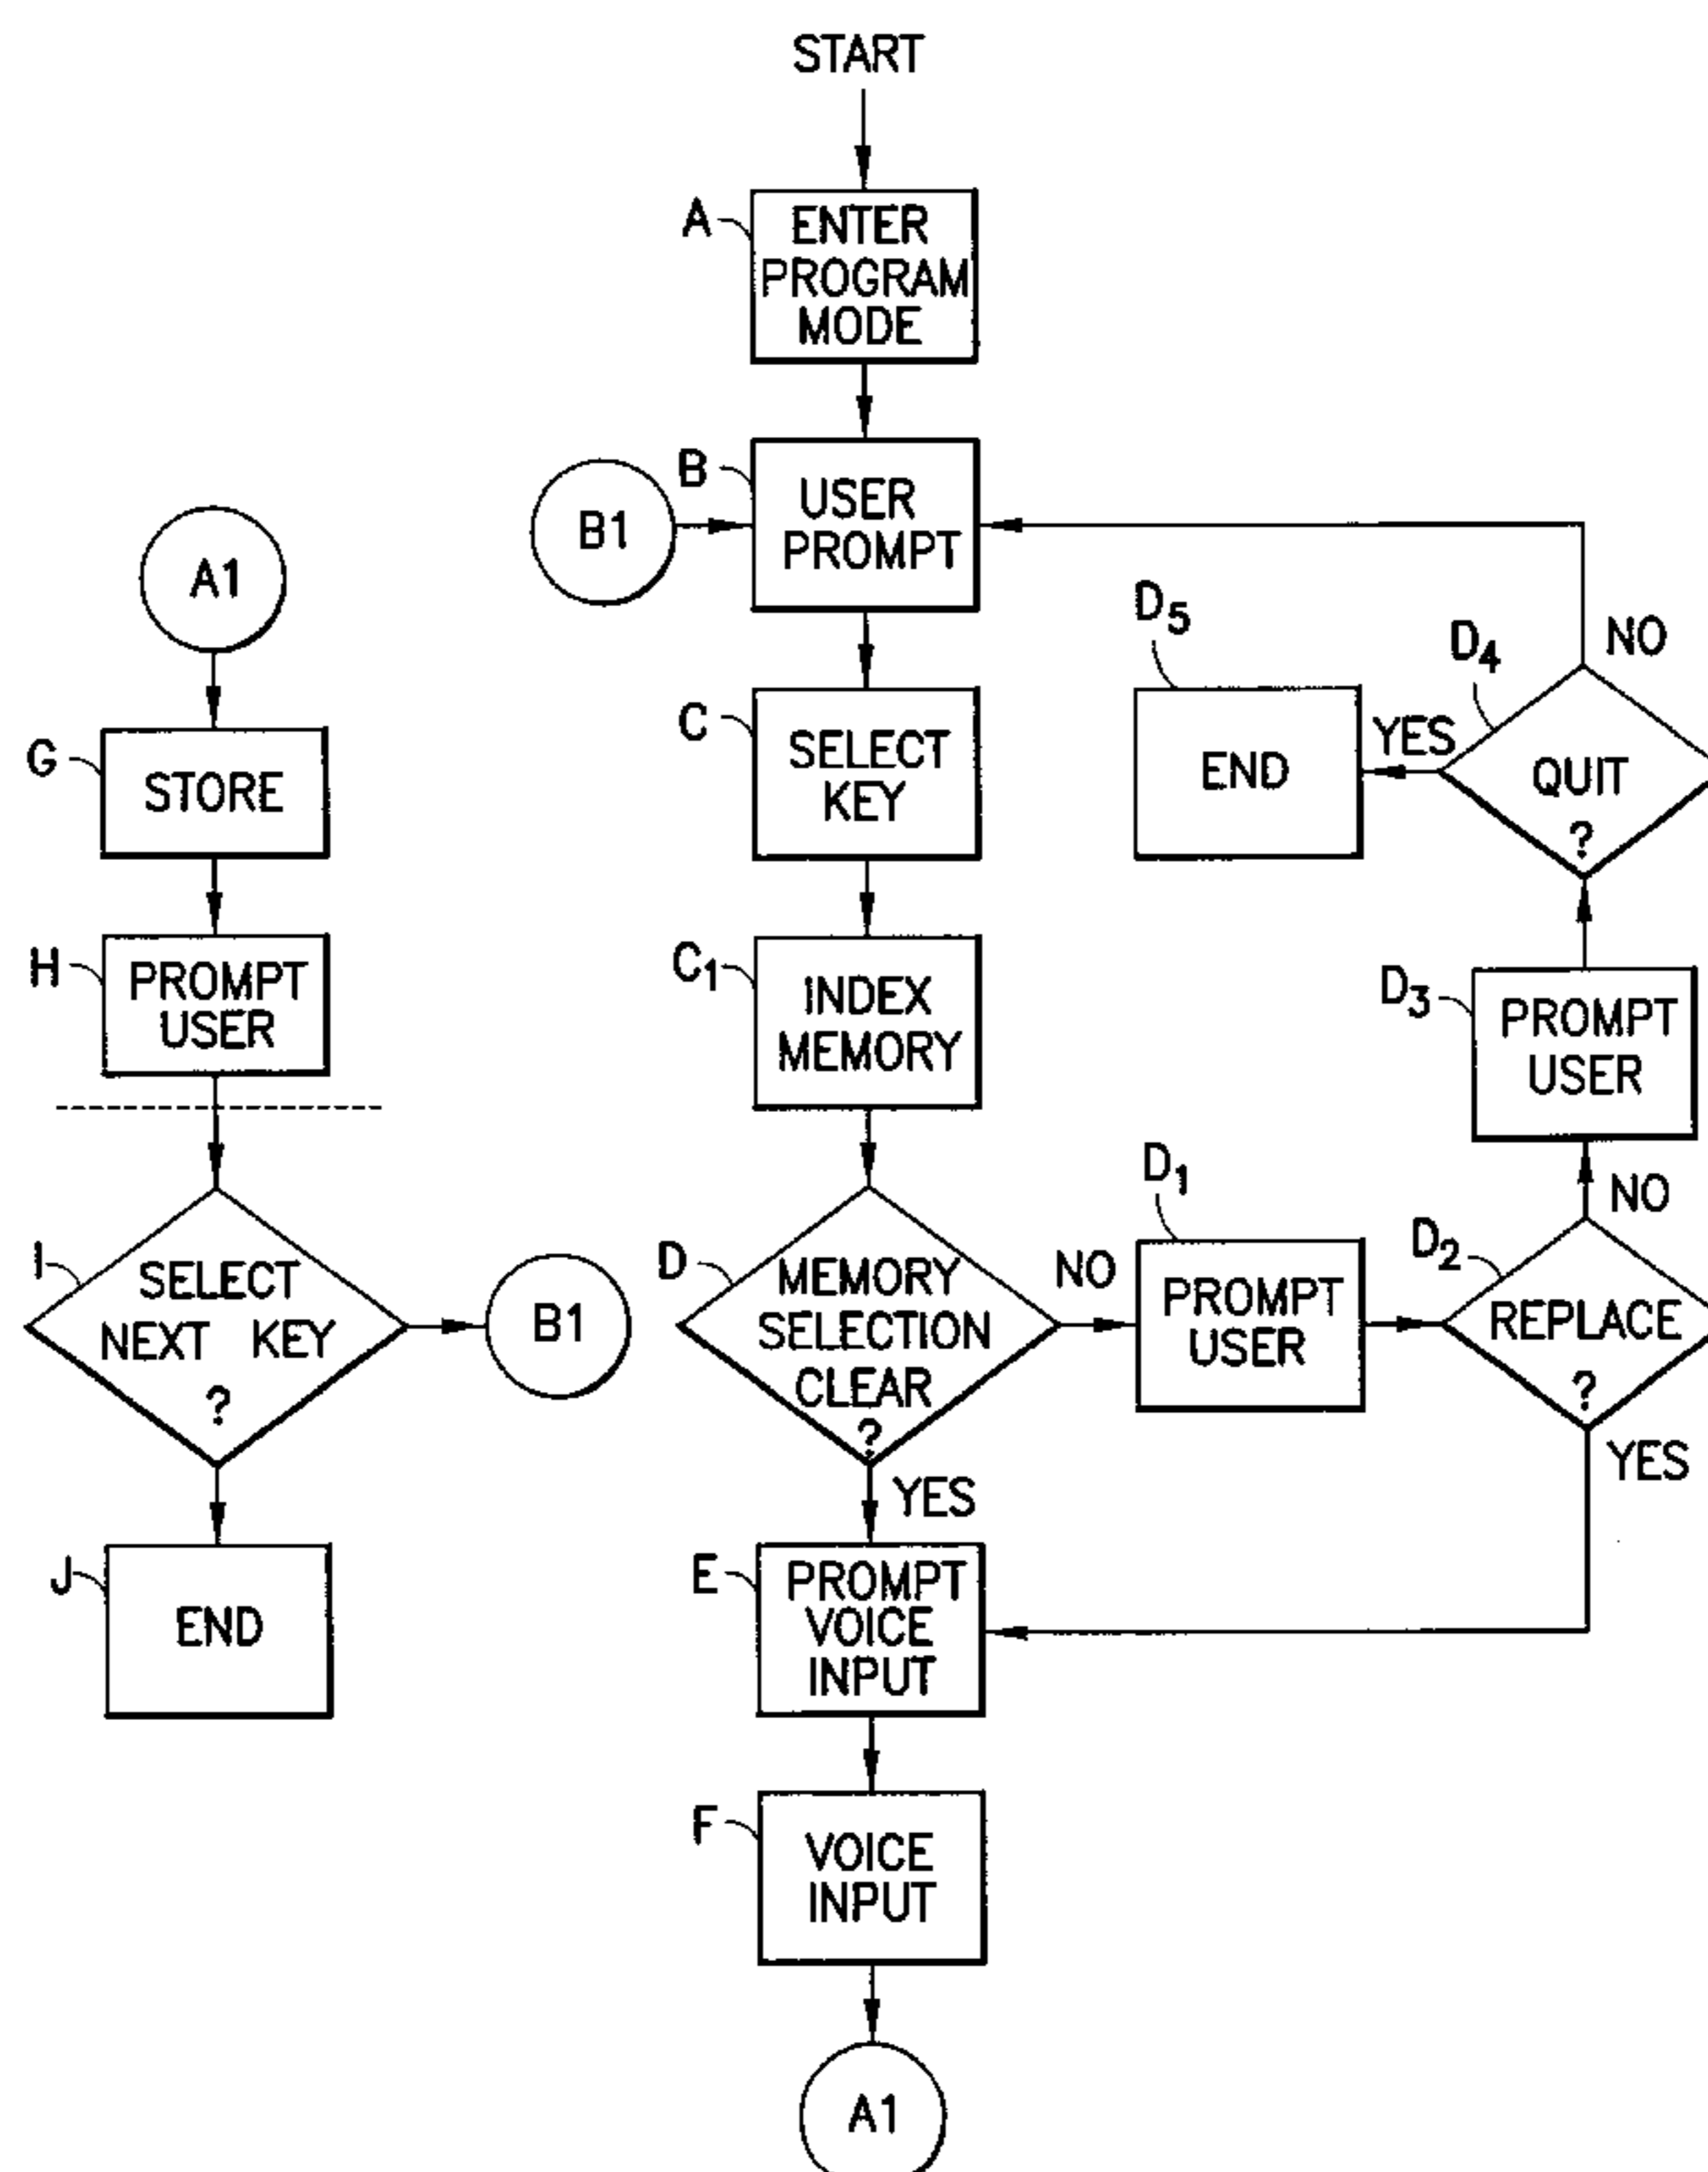 START
A
ENTER
PROGRAM
MODE
B1
B
USER
PROMPT
C
SELECT
KEY
C1
INDEX
MEMORY
D
MEMORY
SELECTION
CLEAR
?
NO
YES
D1
PROMPT
USER
D2
REPLACE
?
NO
YES
D3
PROMPT
USER
D4
QUIT
?
NO
YES
D5
END
E
PROMPT
VOICE
INPUT
F
VOICE
INPUT
A1
A1
G
STORE
H
PROMPT
USER
I
SELECT
NEXT KEY
?
B1
J
END